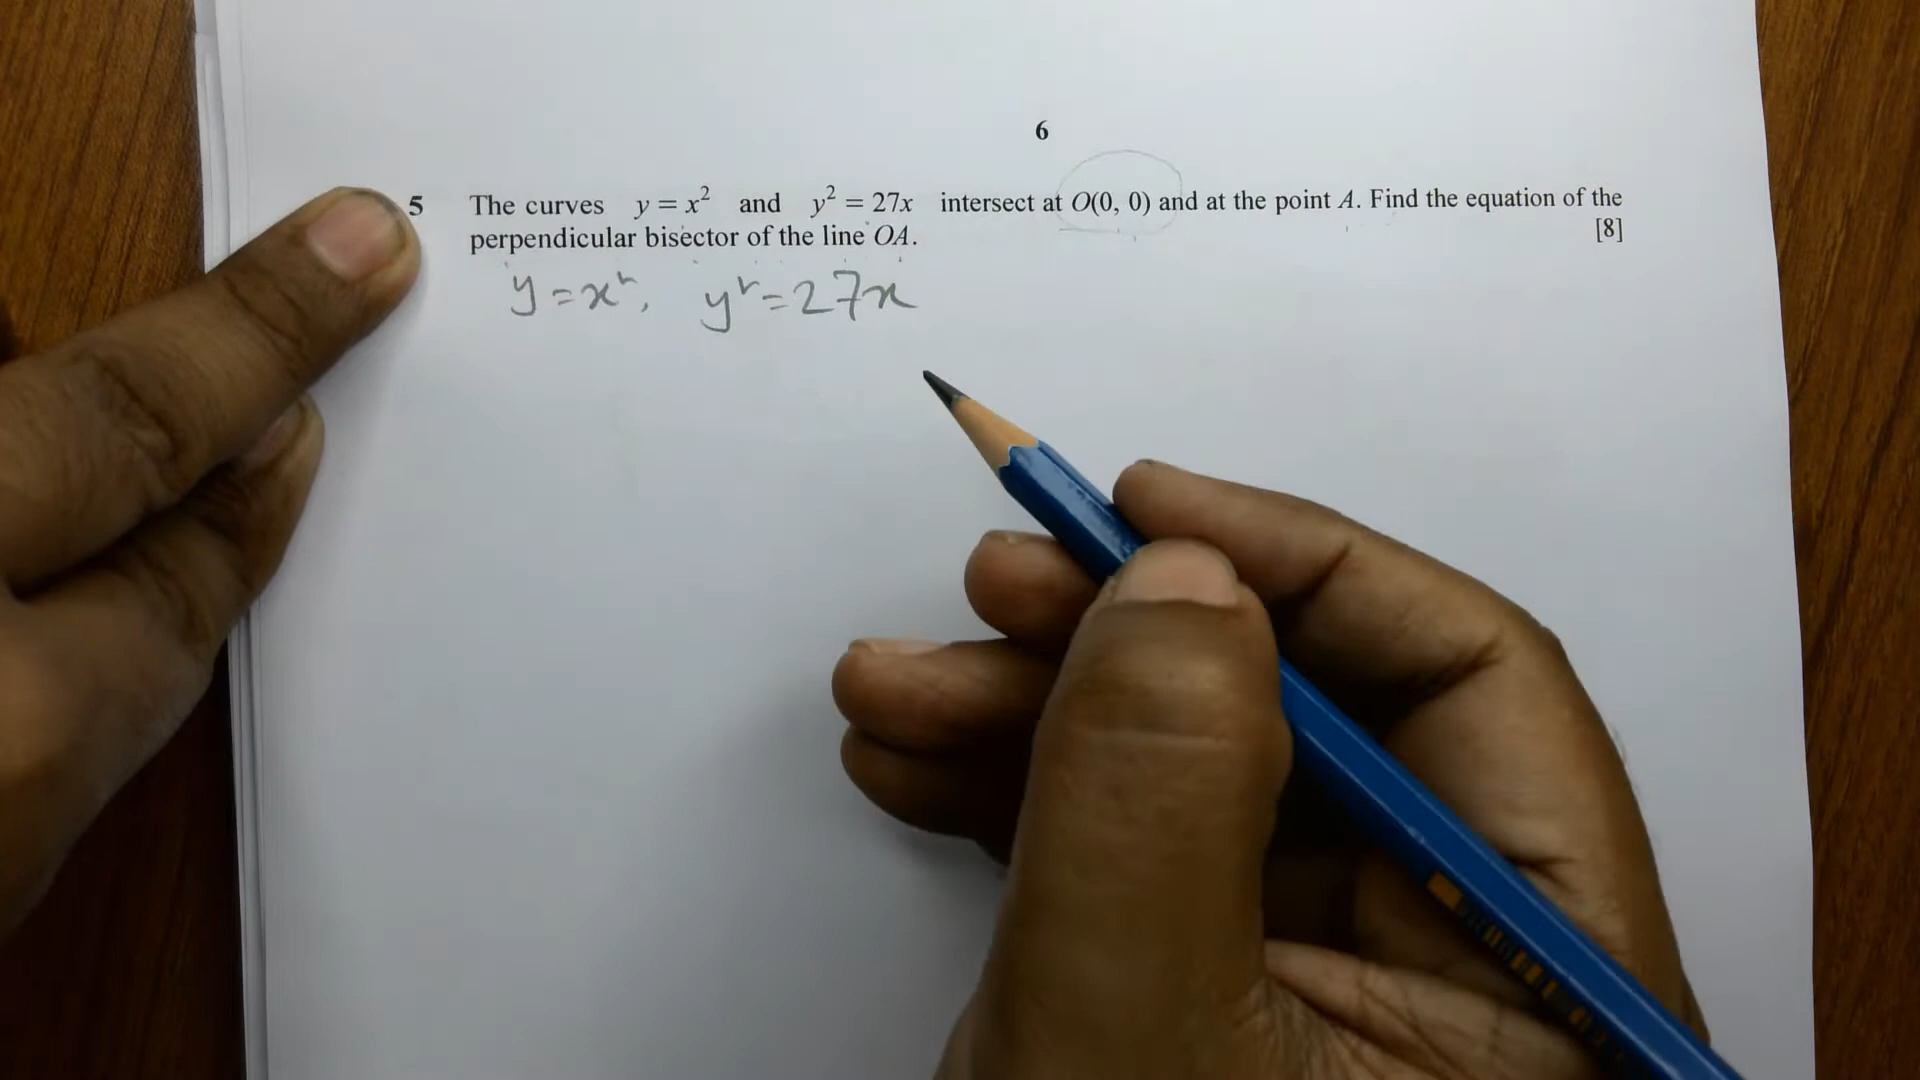 6
5 The curves y = x² and y² = 27x intersect at O(0, 0) and at the point A. Find the equation of the
perpendicular bisector of the line OA. [8]
y = x², y² = 27x